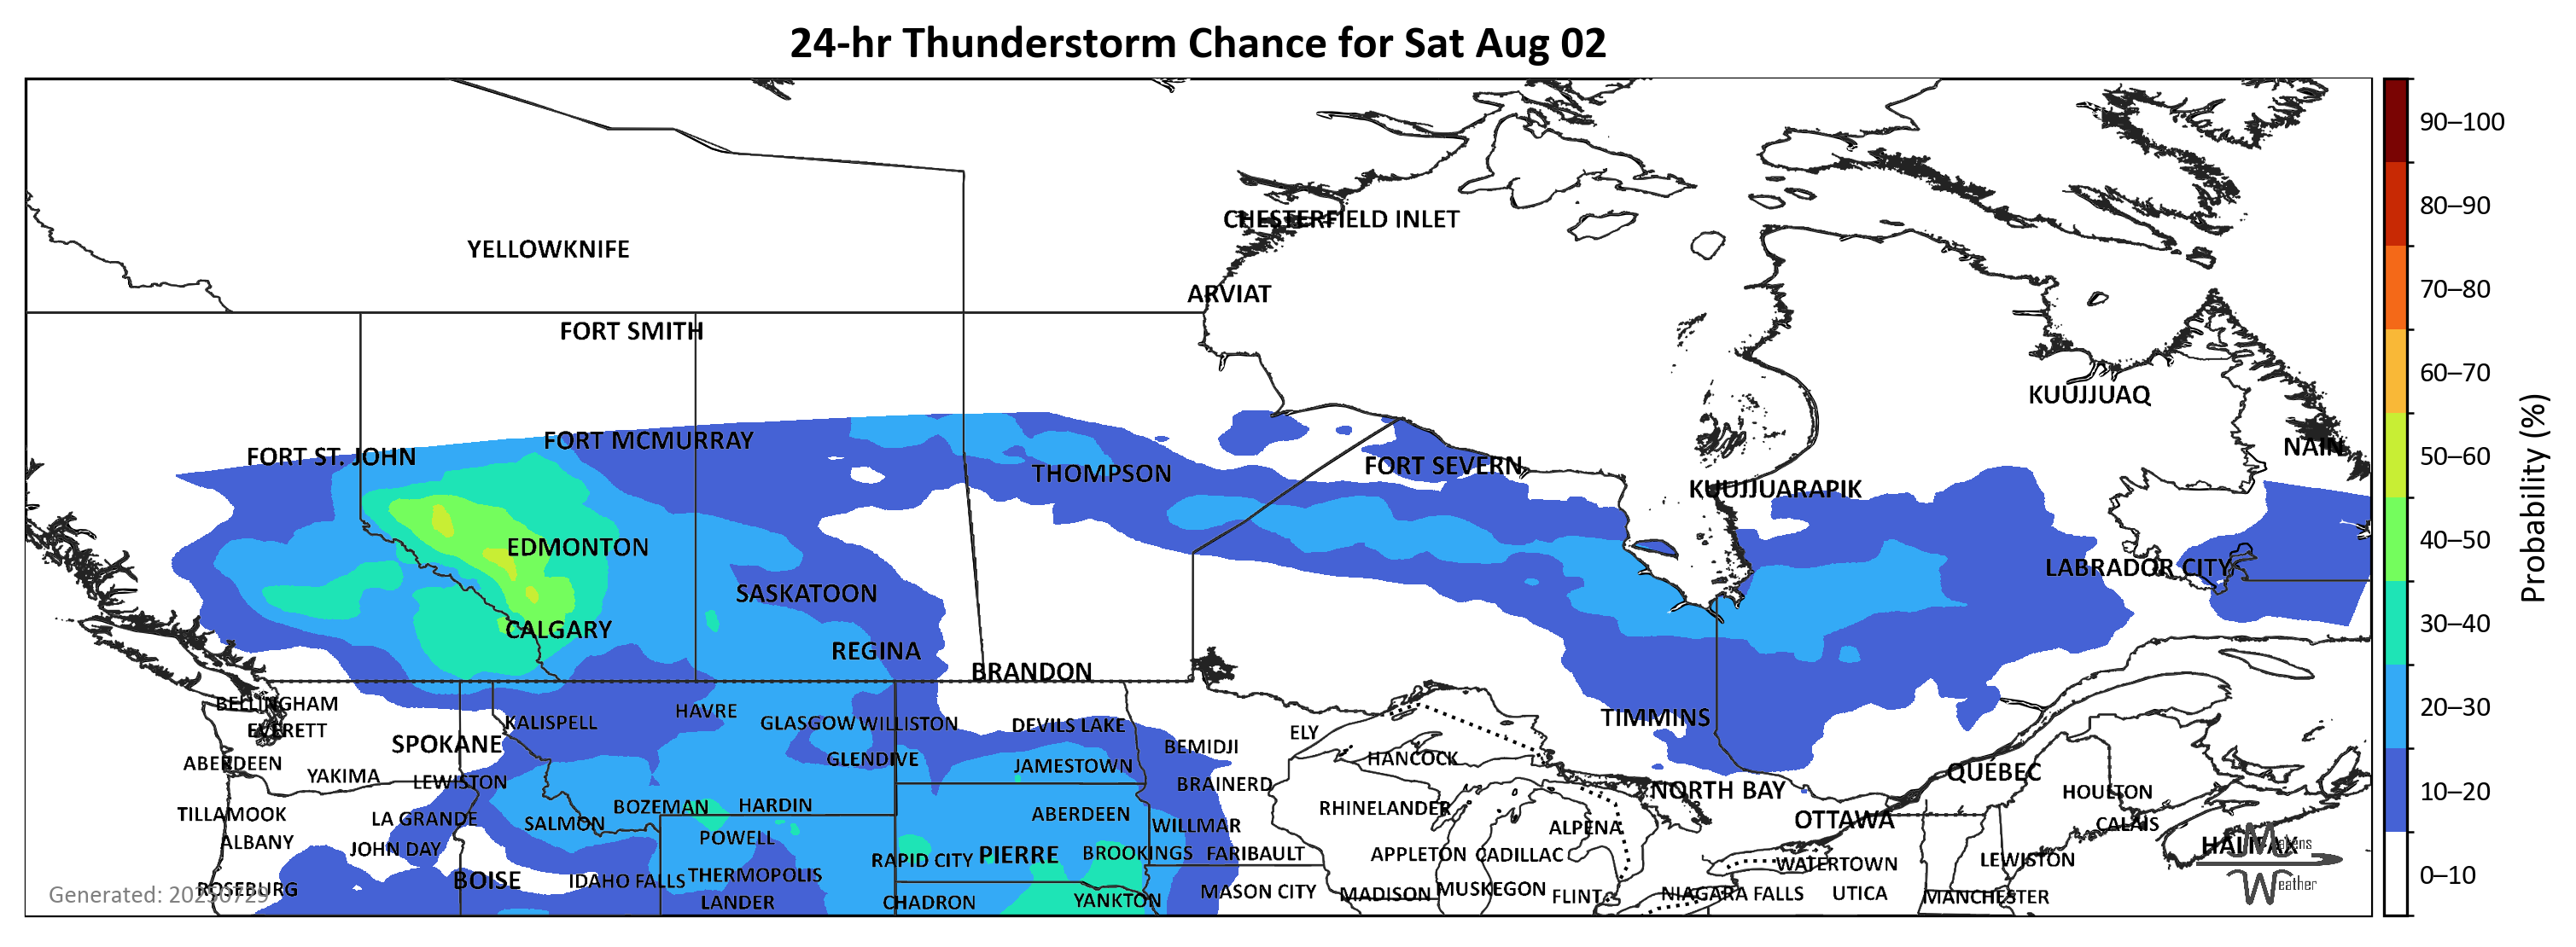 24-hr Thunderstorm Chance for Sat Aug 02
90–100
80–90
CHESTERFIELD INLET
YELLOWKNIFE
70–80
ARVIAT
FORT SMITH
60–70
KUUJJUAQ
FORT MCMURRAY
NAIN
FORT ST. JOHN
50–60
FORT SEVERN
THOMPSON
KUUJJUARAPIK
Probability (%)
40–50
EDMONTON
LABRADOR CITY
SASKATOON
30–40
CALGARY
REGINA
BRANDON
BELLINGHAM
20–30
HAVRE
TIMMINS
KALISPELL
GLASGOW
WILLISTON
DEVILS LAKE
EVERETT
ELY
SPOKANE
BEMIDJI
HANCOCK
GLENDIVE
ABERDEEN
JAMESTOWN
QUÉBEC
YAKIMA
LEWISTON
BRAINERD
NORTH BAY
HOULTON
10–20
BOZEMAN
HARDIN
RHINELANDER
TILLAMOOK
ABERDEEN
LA GRANDE
OTTAWA
SALMON
CALAIS
WILLMAR
ALPENA
POWELL
ALBANY
HALIFAX
Makens
JOHN DAY
BROOKINGS
FARIBAULT
PIERRE
APPLETON
CADILLAC
RAPID CITY
LEWISTON
WATERTOWN
THERMOPOLIS
0–10
BOISE
IDAHO FALLS
Weather
ROSEBURG
MUSKEGON
MASON CITY
MADISON
NIAGARA FALLS
UTICA
Generated: 20250729
FLINT
MANCHESTER
YANKTON
LANDER
CHADRON